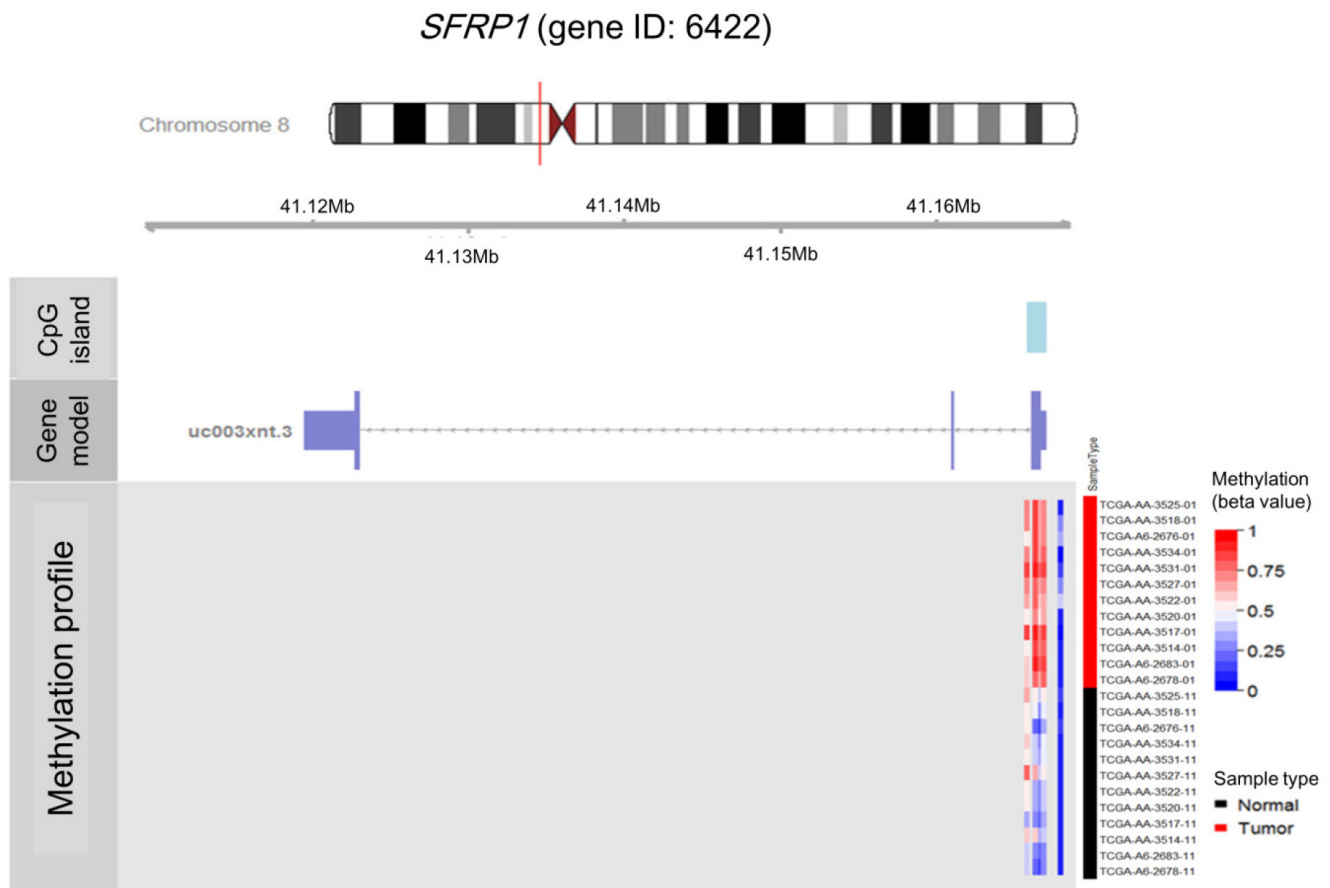 SFRP1 (gene ID: 6422)
Chromosome 8
41.12Mb
41.14Mb
41.16Mb
41.13Mb
41.15Mb
CpG
island
Gene
model
uc003xnt.3
Methylation profile
SampleType
TCGA-AA-3525-01
TCGA-AA-3518-01
TCGA-A6-2676-01
TCGA-AA-3534-01
TCGA-AA-3531-01
TCGA-AA-3527-01
TCGA-AA-3522-01
TCGA-AA-3520-01
TCGA-AA-3517-01
TCGA-AA-3514-01
TCGA-A6-2683-01
TCGA-A6-2678-01
TCGA-AA-3525-11
TCGA-AA-3518-11
TCGA-A6-2676-11
TCGA-AA-3534-11
TCGA-AA-3531-11
TCGA-AA-3527-11
TCGA-AA-3522-11
TCGA-AA-3520-11
TCGA-AA-3517-11
TCGA-AA-3514-11
TCGA-A6-2683-11
TCGA-A6-2678-11
Methylation
(beta value)
1
0.75
0.5
0.25
0
Sample type
Normal
Tumor